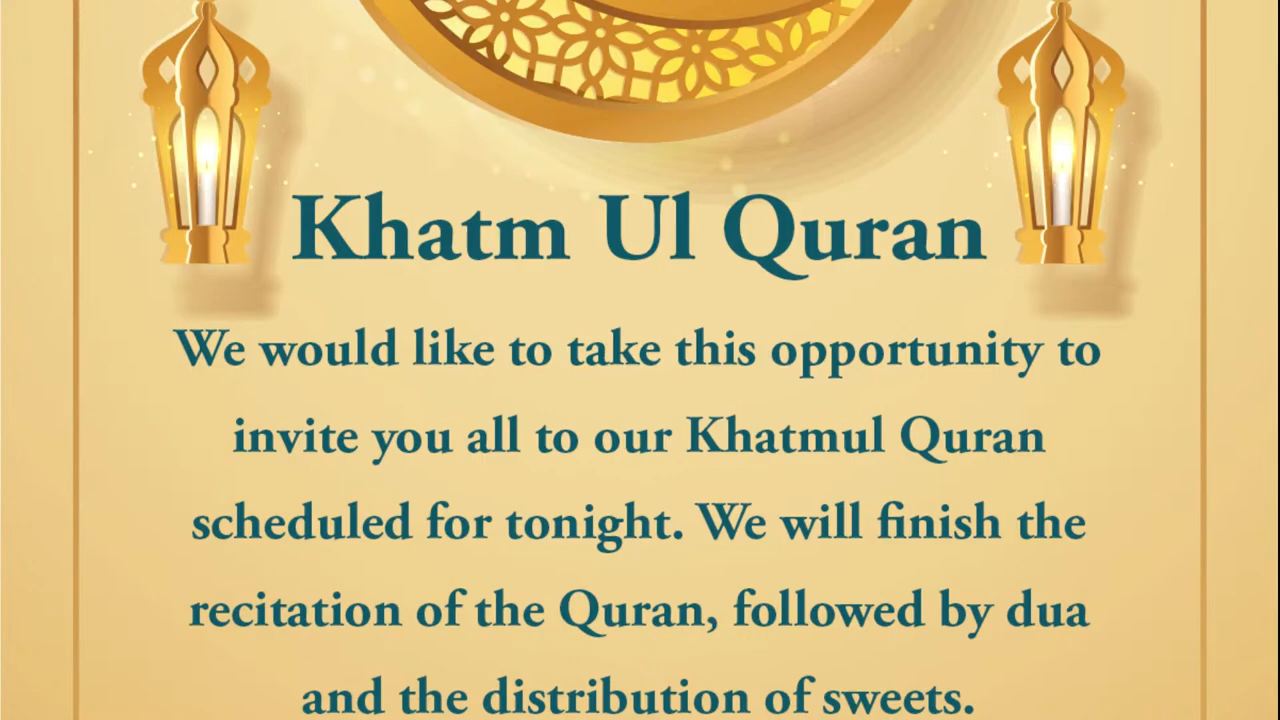 Khatm Ul Quran
We would like to take this opportunity to
invite you all to our Khatmul Quran
scheduled for tonight. We will finish the
recitation of the Quran, followed by dua
and the distribution of sweets.